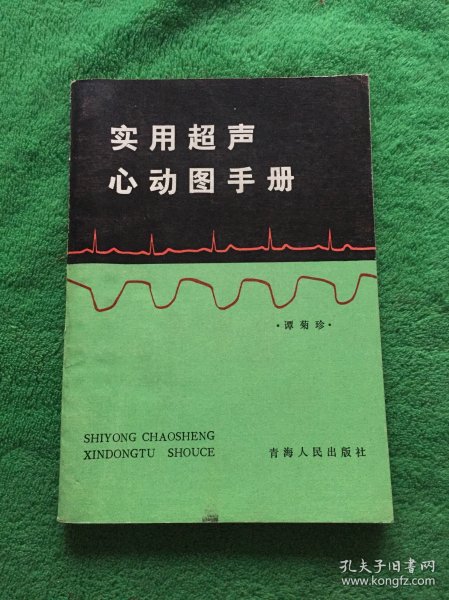 实用超声
心动图手册
·谭菊珍·
SHIYONG CHAOSHENG
XINDONGTU SHOUCE
青海人民出版社
孔夫子旧书网
www.kongfz.com